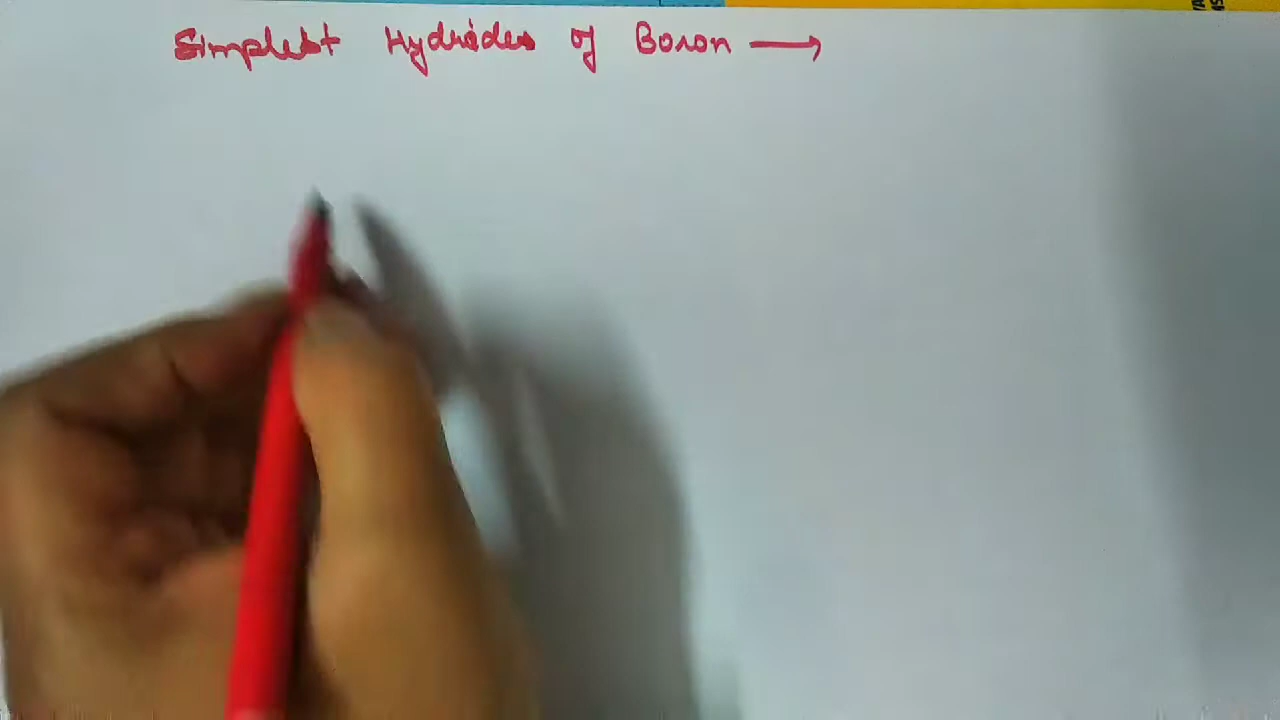 Simplest Hydrides of Boron ⟶